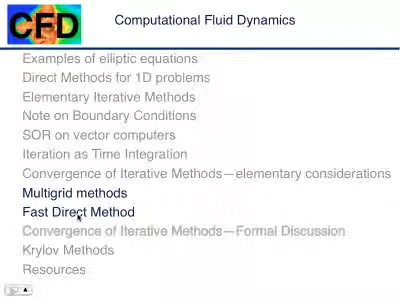 CFD
Computational Fluid Dynamics
Examples of elliptic equations
Direct Methods for 1D problems
Elementary Iterative Methods
Note on Boundary Conditions
SOR on vector computers
Iteration as Time Integration
Convergence of Iterative Methods—elementary considerations
Multigrid methods
Fast Direct Method
Convergence of Iterative Methods—Formal Discussion
Krylov Methods
Resources